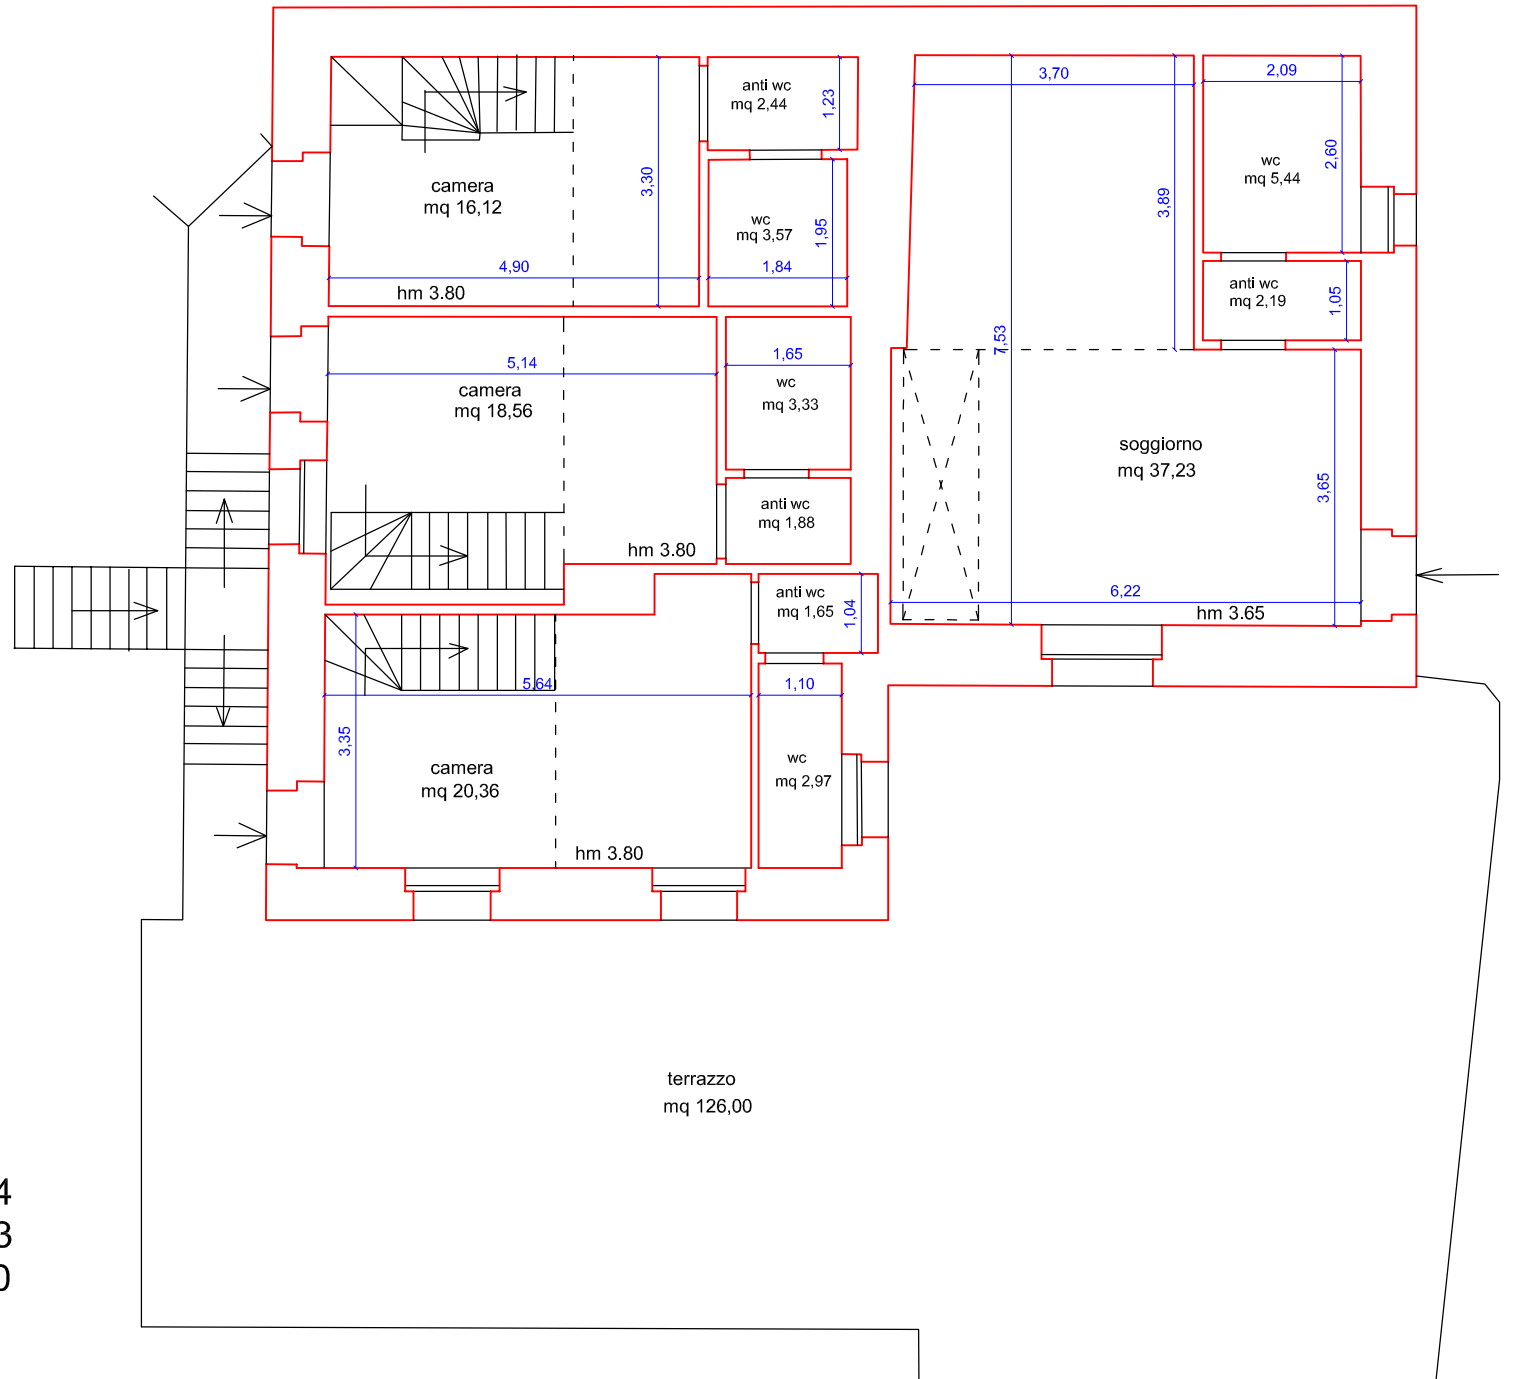 anti wc
mq 2,44
1,23
3,70
2,09
camera
mq 16,12
3,30
wc
mq 3,57
1,95
3,89
wc
mq 5,44
2,60
4,90
1,84
hm 3.80
anti wc
mq 2,19
1,05
7,53
5,14
camera
mq 18,56
1,65
wc
mq 3,33
soggiorno
mq 37,23
3,65
anti wc
mq 1,88
hm 3.80
anti wc
mq 1,65
1,04
6,22
hm 3.65
5,64
1,10
3,35
camera
mq 20,36
wc
mq 2,97
hm 3.80
terrazzo
mq 126,00
4
3
0